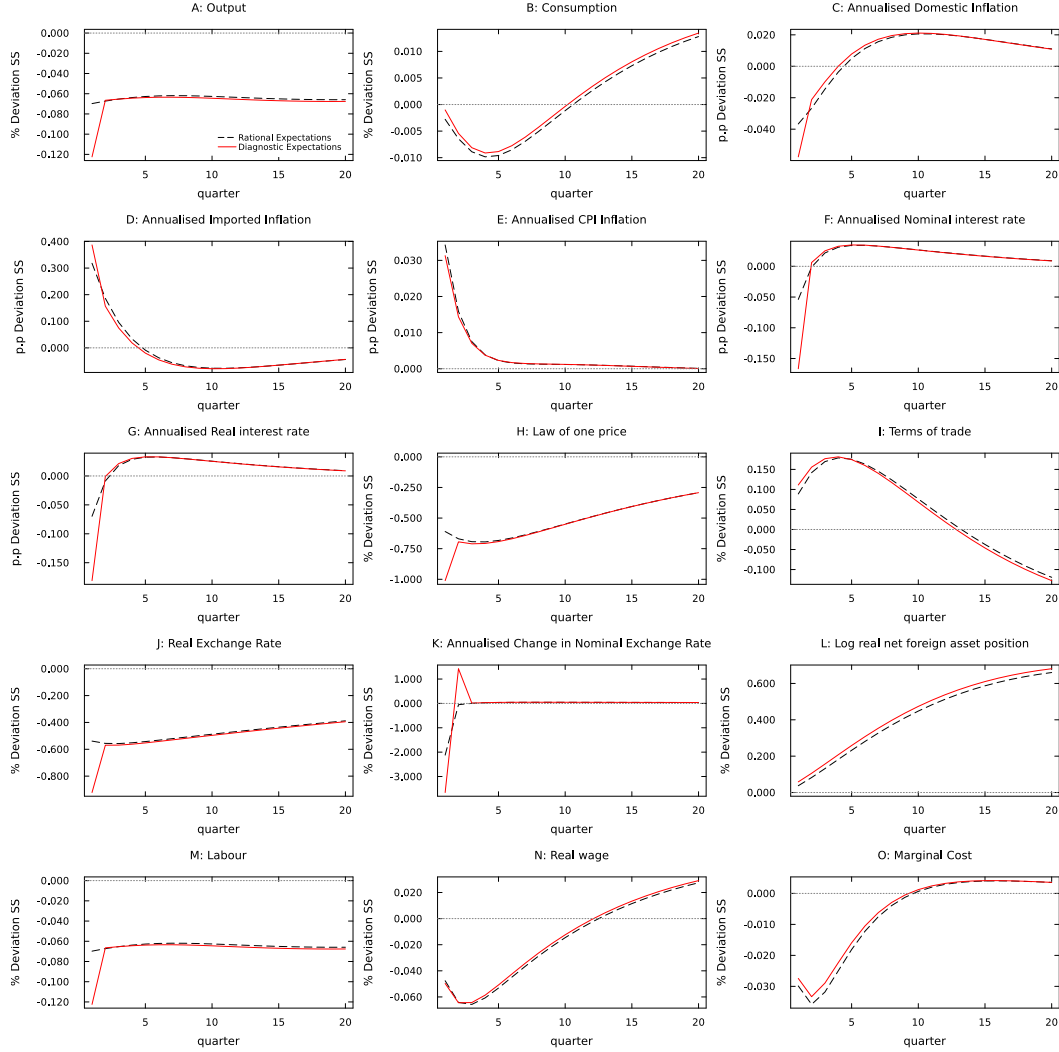 A: Output
B: Consumption
C: Annualised Domestic Inflation
% Deviation SS
0.000
-0.020
-0.040
-0.060
-0.080
-0.100
-0.120
Rational Expectations
Diagnostic Expectations
5
10
15
20
quarter
% Deviation SS
0.010
0.005
0.000
-0.005
-0.010
5
10
15
20
quarter
p.p Deviation SS
0.020
0.000
-0.020
-0.040
5
10
15
20
quarter
D: Annualised Imported Inflation
E: Annualised CPI Inflation
F: Annualised Nominal interest rate
p.p Deviation SS
0.400
0.300
0.200
0.100
0.000
5
10
15
20
quarter
p.p Deviation SS
0.030
0.020
0.010
0.000
5
10
15
20
quarter
p.p Deviation SS
0.000
-0.050
-0.100
-0.150
5
10
15
20
quarter
G: Annualised Real interest rate
H: Law of one price
I: Terms of trade
p.p Deviation SS
0.000
-0.050
-0.100
-0.150
5
10
15
20
quarter
% Deviation SS
0.000
-0.250
-0.500
-0.750
-1.000
5
10
15
20
quarter
% Deviation SS
0.150
0.100
0.050
0.000
-0.050
-0.100
5
10
15
20
quarter
J: Real Exchange Rate
K: Annualised Change in Nominal Exchange Rate
L: Log real net foreign asset position
% Deviation SS
0.000
-0.200
-0.400
-0.600
-0.800
5
10
15
20
quarter
% Deviation SS
1.000
0.000
-1.000
-2.000
-3.000
5
10
15
20
quarter
% Deviation SS
0.600
0.400
0.200
0.000
5
10
15
20
quarter
M: Labour
N: Real wage
O: Marginal Cost
% Deviation SS
0.000
-0.020
-0.040
-0.060
-0.080
-0.100
-0.120
5
10
15
20
quarter
% Deviation SS
0.020
0.000
-0.020
-0.040
-0.060
5
10
15
20
quarter
% Deviation SS
0.000
-0.010
-0.020
-0.030
5
10
15
20
quarter